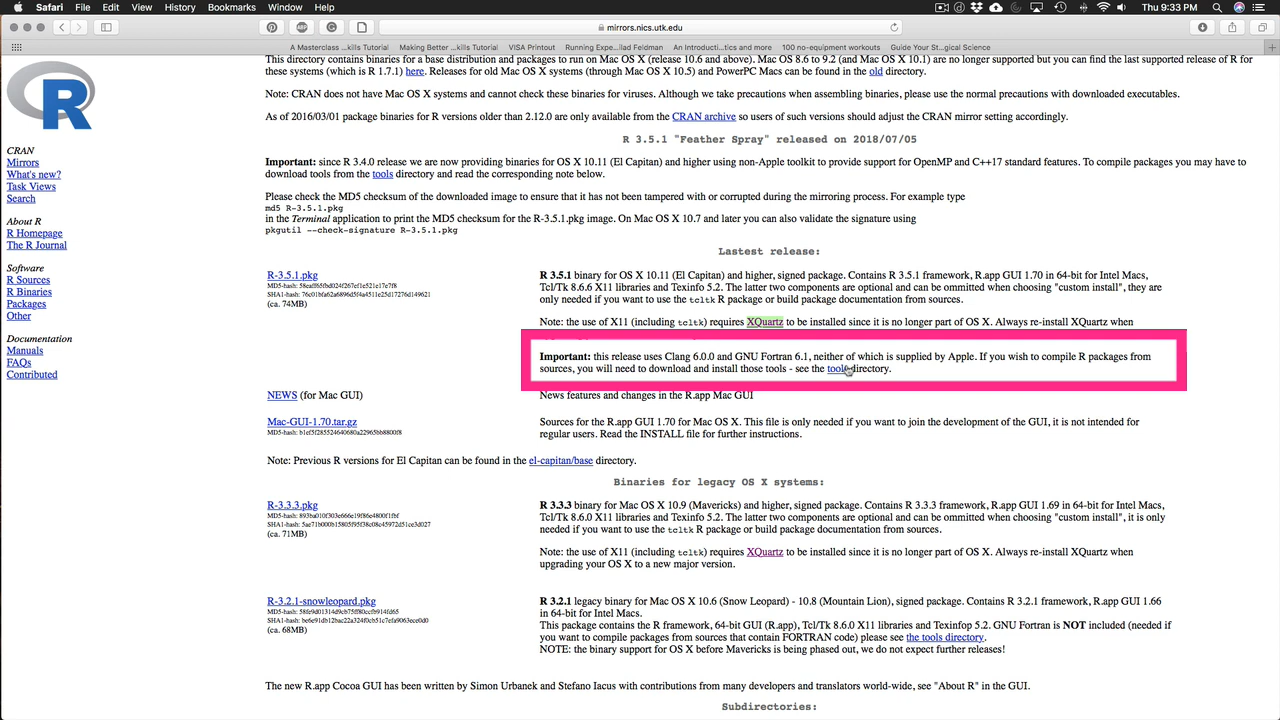 Safari File Edit View History Bookmarks Window Help
Thu 9:33 PM
mirrors.nics.utk.edu
A Masterclass ...kills Tutorial Making Better ...kills Tutorial VISA Printout Running Expe...llad Feldman An Introducti...tics and more 100 no-equipment workouts Guide Your St...gical Science
This directory contains binaries for a base distribution and packages to run on Mac OS X (release 10.6 and above). Mac OS 8.6 to 9.2 (and Mac OS X 10.1) are no longer supported but you can find the last supported release of R for
these systems (which is R 1.7.1) here. Releases for old Mac OS X systems (through Mac OS X 10.5) and PowerPC Macs can be found in the old directory.
Note: CRAN does not have Mac OS X systems and cannot check these binaries for viruses. Although we take precautions when assembling binaries, please use the normal precautions with downloaded executables.
As of 2016/03/01 package binaries for R versions older than 2.12.0 are only available from the CRAN archive so users of such versions should adjust the CRAN mirror setting accordingly.
R 3.5.1 "Feather Spray" released on 2018/07/05
Important: since R 3.4.0 release we are now providing binaries for OS X 10.11 (El Capitan) and higher using non-Apple toolkit to provide support for OpenMP and C++17 standard features. To compile packages you may have to
download tools from the tools directory and read the corresponding note below.
Please check the MD5 checksum of the downloaded image to ensure that it has not been tampered with or corrupted during the mirroring process. For example type
md5 R-3.5.1.pkg
in the Terminal application to print the MD5 checksum for the R-3.5.1.pkg image. On Mac OS X 10.7 and later you can also validate the signature using
pkgutil --check-signature R-3.5.1.pkg
R
CRAN
Mirrors
What's new?
Task Views
Search
About R
R Homepage
The R Journal
Software
R Sources
R Binaries
Packages
Other
Documentation
Manuals
FAQs
Contributed
Lastest release:
R-3.5.1.pkg
(ca. 74MB)
R 3.5.1 binary for OS X 10.11 (El Capitan) and higher, signed package. Contains R 3.5.1 framework, R.app GUI 1.70 in 64-bit for Intel Macs,
Tcl/Tk 8.6.6 X11 libraries and Texinfo 5.2. The latter two components are optional and can be ommitted when choosing "custom install", they are
only needed if you want to use the tcltk R package or build package documentation from sources.
Note: the use of X11 (including tcltk) requires XQuartz to be installed since it is no longer part of OS X. Always re-install XQuartz when
Important: this release uses Clang 6.0.0 and GNU Fortran 6.1, neither of which is supplied by Apple. If you wish to compile R packages from
sources, you will need to download and install those tools - see the tools directory.
NEWS (for Mac GUI)
News features and changes in the R.app Mac GUI
Mac-GUI-1.70.tar.gz
Sources for the R.app GUI 1.70 for Mac OS X. This file is only needed if you want to join the development of the GUI, it is not intended for
regular users. Read the INSTALL file for further instructions.
Note: Previous R versions for El Capitan can be found in the el-capitan/base directory.
Binaries for legacy OS X systems:
R-3.3.3.pkg
(ca. 71MB)
R 3.3.3 binary for Mac OS X 10.9 (Mavericks) and higher, signed package. Contains R 3.3.3 framework, R.app GUI 1.69 in 64-bit for Intel Macs,
Tcl/Tk 8.6.0 X11 libraries and Texinfo 5.2. The latter two components are optional and can be ommitted when choosing "custom install", it is only
needed if you want to use the tcltk R package or build package documentation from sources.
Note: the use of X11 (including tcltk) requires XQuartz to be installed since it is no longer part of OS X. Always re-install XQuartz when
upgrading your OS X to a new major version.
R-3.2.1-snowleopard.pkg
(ca. 68MB)
R 3.2.1 legacy binary for Mac OS X 10.6 (Snow Leopard) - 10.8 (Mountain Lion), signed package. Contains R 3.2.1 framework, R.app GUI 1.66
in 64-bit for Intel Macs.
This package contains the R framework, 64-bit GUI (R.app), Tcl/Tk 8.6.0 X11 libraries and Texinfop 5.2. GNU Fortran is NOT included (needed if
you want to compile packages from sources that contain FORTRAN code) please see the tools directory.
NOTE: the binary support for OS X before Mavericks is being phased out, we do not expect further releases!
The new R.app Cocoa GUI has been written by Simon Urbanek and Stefano Iacus with contributions from many developers and translators world-wide, see "About R" in the GUI.
Subdirectories: